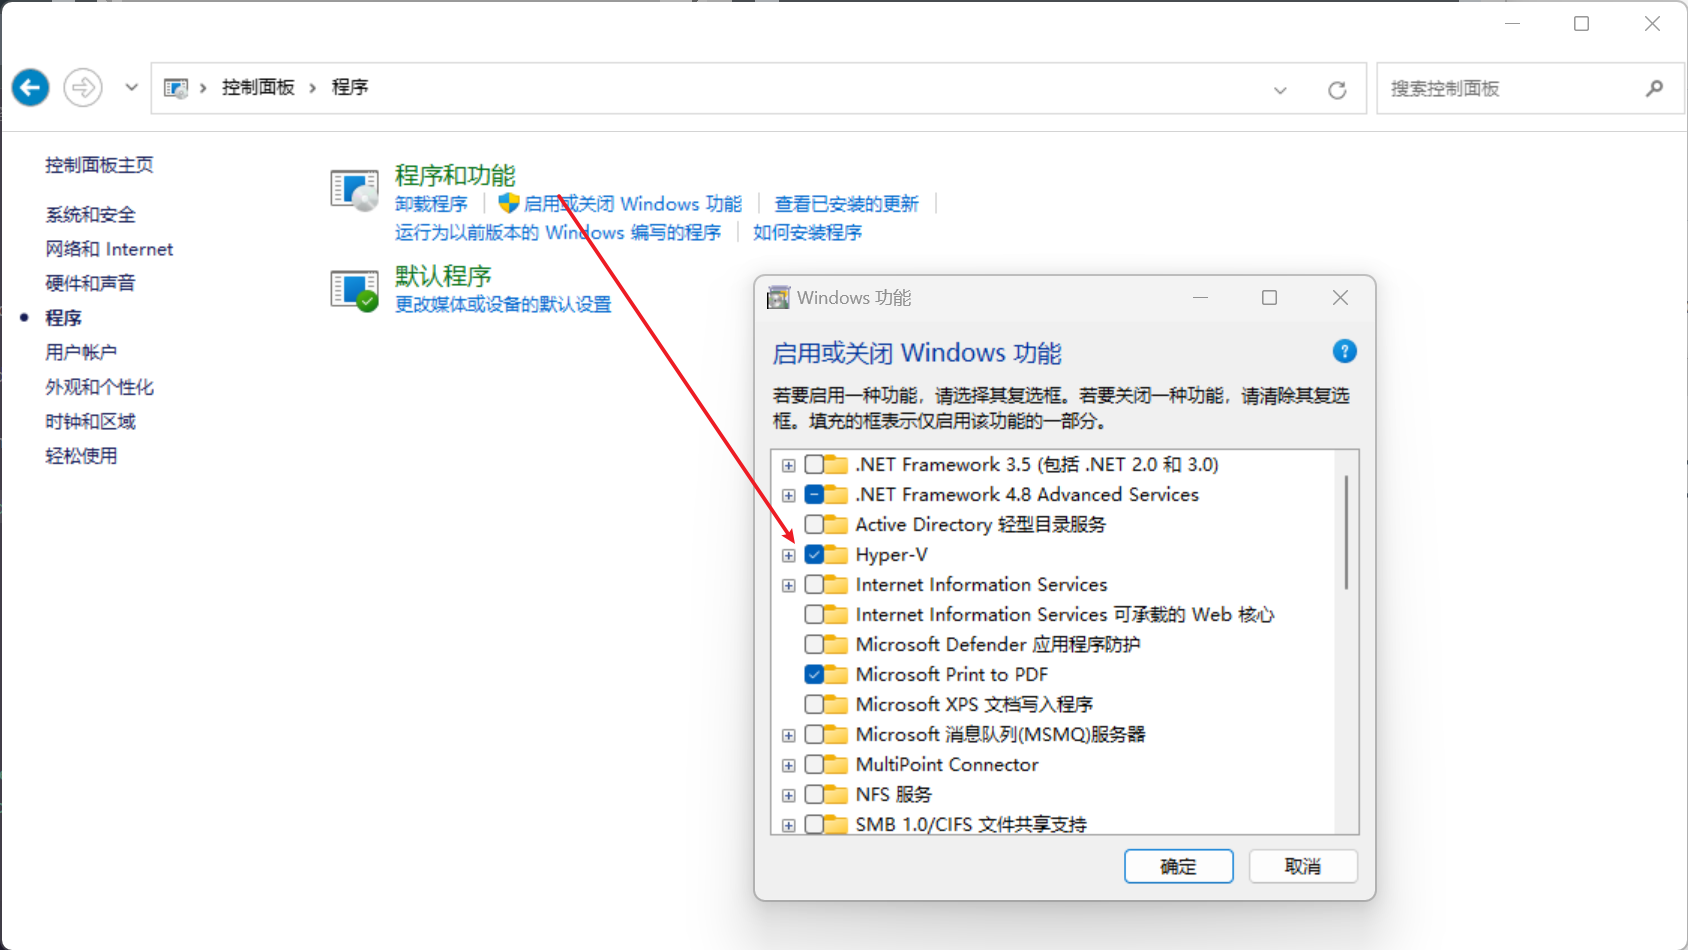 控制面板 程序
搜索控制面板
控制面板主页
系统和安全
网络和 Internet
硬件和声音
程序
用户帐户
外观和个性化
时钟和区域
轻松使用
程序和功能
卸载程序 启用或关闭 Windows 功能 查看已安装的更新
运行为以前版本的 Windows 编写的程序 如何安装程序
默认程序
更改媒体或设备的默认设置
Windows 功能
启用或关闭 Windows 功能
若要启用一种功能，请选择其复选框。若要关闭一种功能，请清除其复选
框。填充的框表示仅启用该功能的一部分。
.NET Framework 3.5 (包括 .NET 2.0 和 3.0)
.NET Framework 4.8 Advanced Services
Active Directory 轻型目录服务
Hyper-V
Internet Information Services
Internet Information Services 可承载的 Web 核心
Microsoft Defender 应用程序防护
Microsoft Print to PDF
Microsoft XPS 文档写入程序
Microsoft 消息队列(MSMQ)服务器
MultiPoint Connector
NFS 服务
SMB 1.0/CIFS 文件共享支持
确定 取消